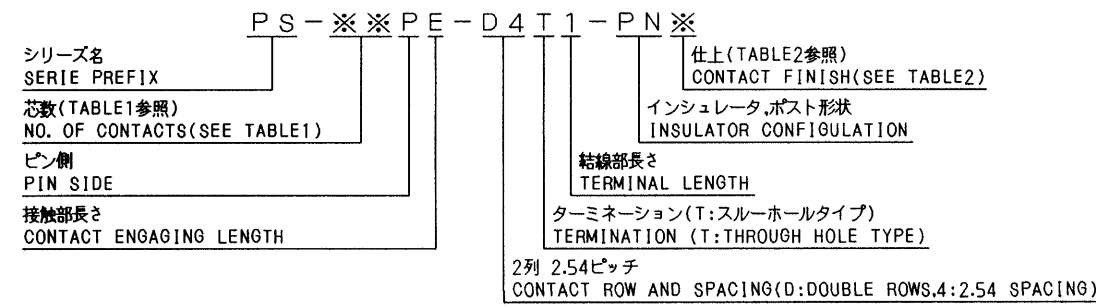 PS-※※PE-D4T1-PN※
シリーズ名
SERIE PREFIX
芯数(TABLE1参照)
NO. OF CONTACTS(SEE TABLE1)
ピン側
PIN SIDE
接触部長さ
CONTACT ENGAGING LENGTH
仕上(TABLE2参照)
CONTACT FINISH(SEE TABLE2)
インシュレータ,ポスト形状
INSULATOR CONFIGULATION
結線部長さ
TERMINAL LENGTH
ターミネーション(T:スルーホールタイプ)
TERMINATION (T:THROUGH HOLE TYPE)
2列 2.54ピッチ
CONTACT ROW AND SPACING(D:DOUBLE ROWS,4:2.54 SPACING)